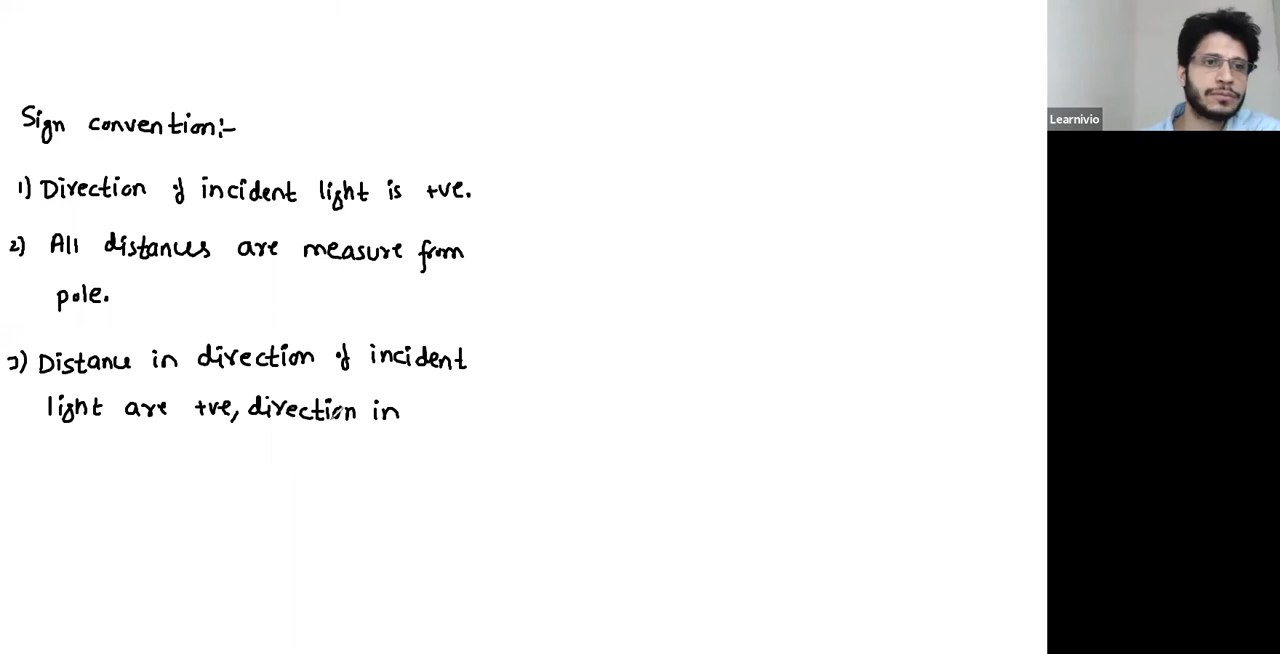 Sign convention:-
1) Direction of incident light is +ve.
2) All distances are measure from
pole.
3) Distance in direction of incident
light are +ve, direction in
Learnivio